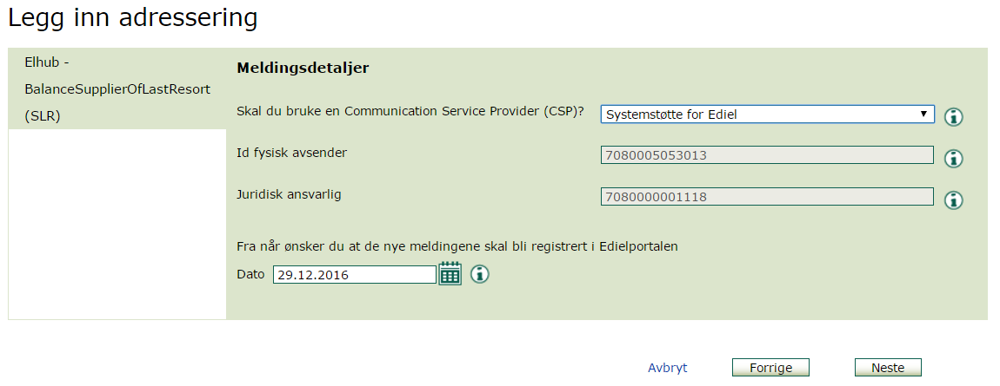 Legg inn adressering
Elhub -
BalanceSupplierOfLastResort
(SLR)
Meldingsdetaljer
Skal du bruke en Communication Service Provider (CSP)?
Systemstøtte for Ediel
Id fysisk avsender
7080005053013
Juridisk ansvarlig
7080000001118
Fra når ønsker du at de nye meldingene skal bli registrert i Edielportalen
Dato
29.12.2016
Avbryt
Forrige
Neste